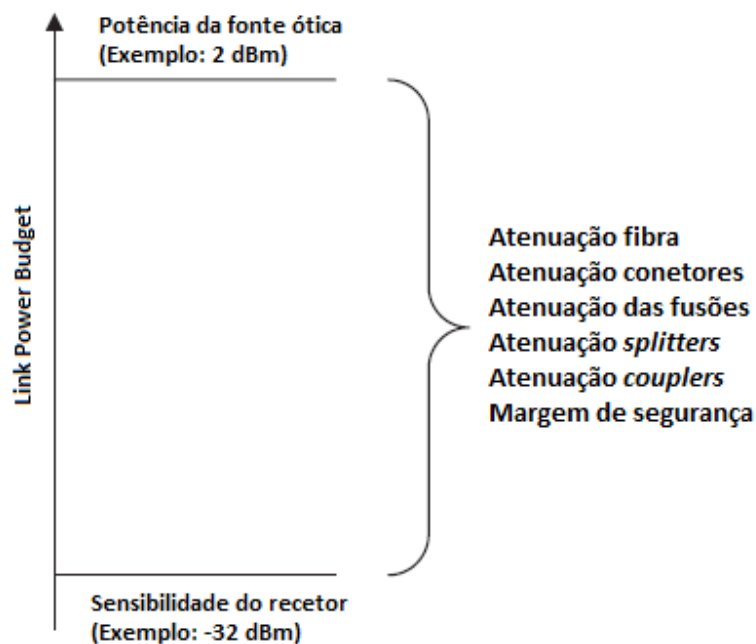 Potência da fonte ótica
(Exemplo: 2 dBm)
Link Power Budget
Atenuação fibra
Atenuação conetores
Atenuação das fusões
Atenuação splitters
Atenuação couplers
Margem de segurança
Sensibilidade do recetor
(Exemplo: -32 dBm)